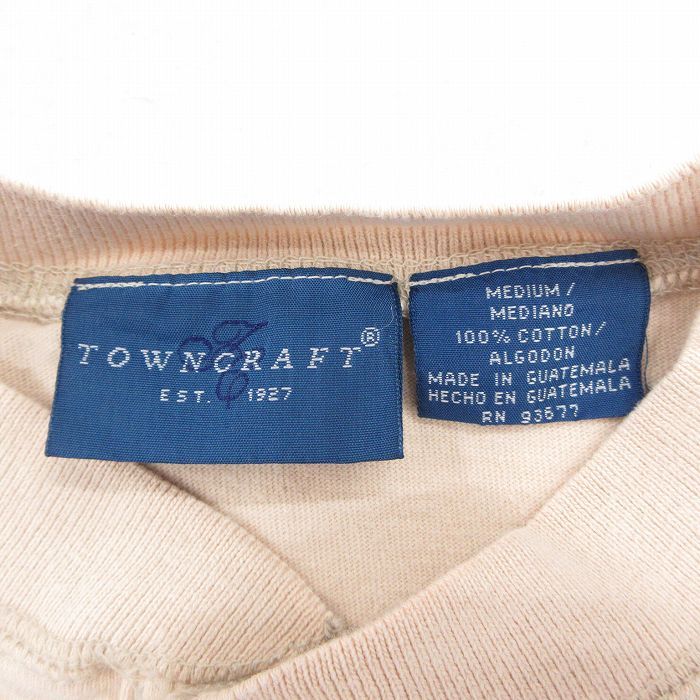 TOWNCRAFT®
EST. 1927
MEDIUM /
MEDIANO
100% COTTON/
ALGODON
MADE IN GUATEMALA
HECHO EN GUATEMALA
RN 93677